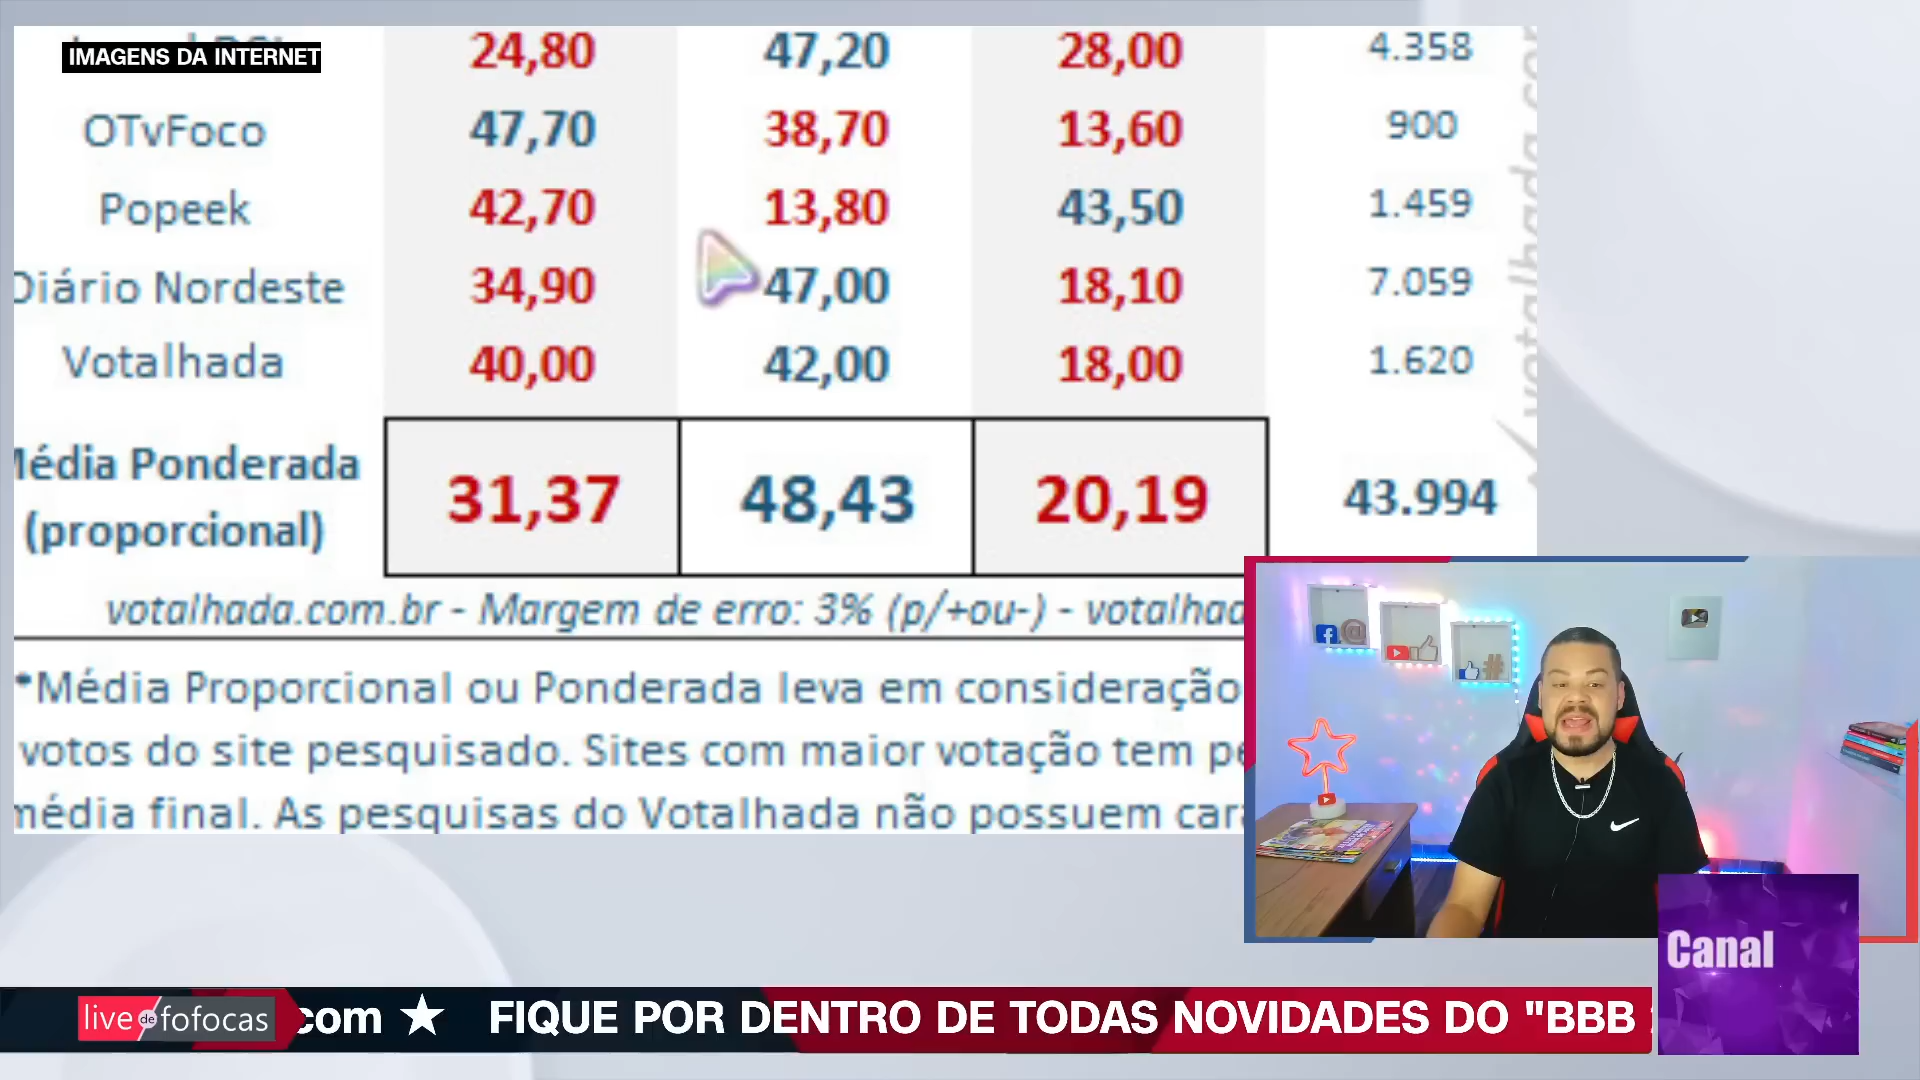 IMAGENS DA INTERNET
24,80 47,20 28,00 4.358
OTvFoco 47,70 38,70 13,60 900
Popeek 42,70 13,80 43,50 1.459
Diário Nordeste 34,90 47,00 18,10 7.059
Votalhada 40,00 42,00 18,00 1.620
Média Ponderada
(proporcional)
31,37 48,43 20,19 43.994
votalhada.com.br - Margem de erro: 3% (p/+ou-) - votalhad
*Média Proporcional ou Ponderada leva em consideração
votos do site pesquisado. Sites com maior votação tem pe
média final. As pesquisas do Votalhada não possuem cará
votalhada.co
Canal
live de fofocas
com ★ FIQUE POR DENTRO DE TODAS NOVIDADES DO "BBB